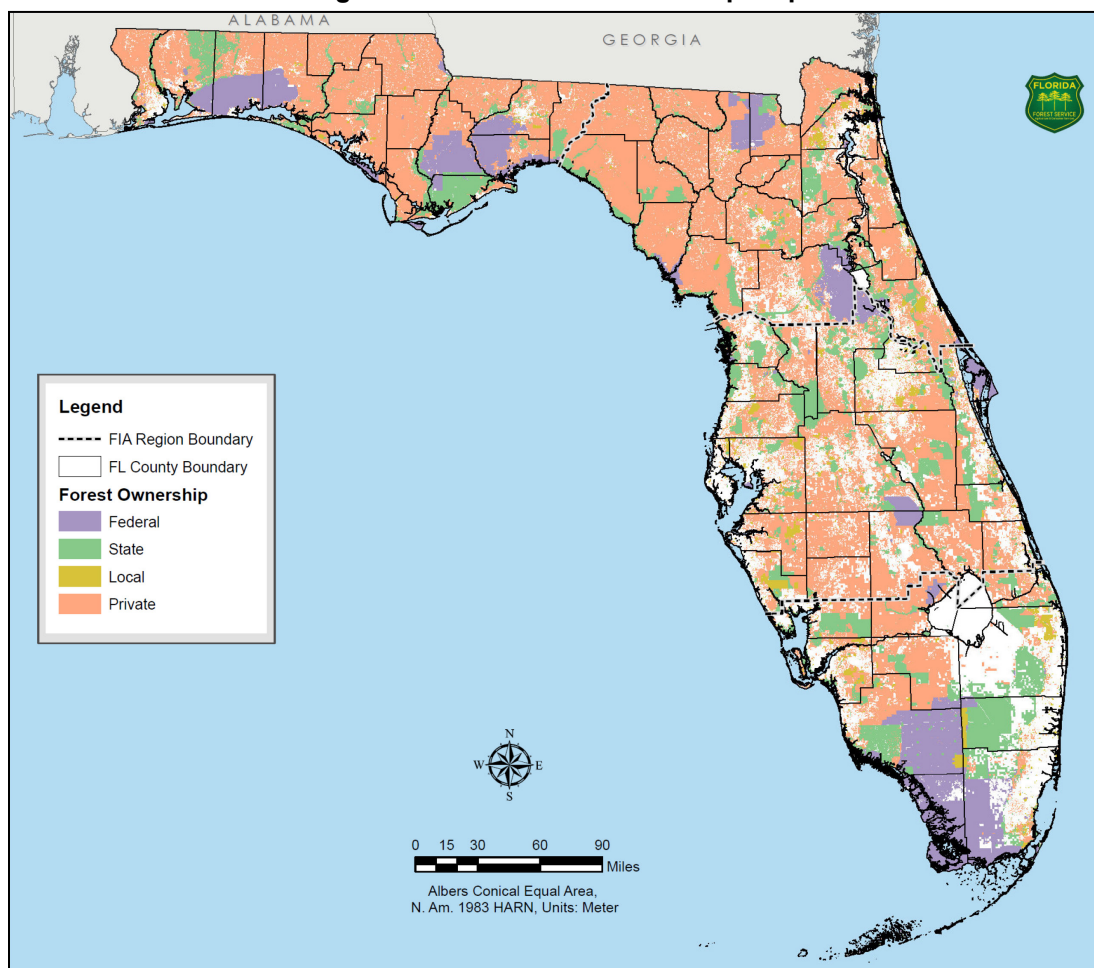 ALABAMA
GEORGIA
FLORIDA
FOREST SERVICE
Legend
FIA Region Boundary
FL County Boundary
Forest Ownership
Federal
State
Local
Private
N
W E
S
0 15 30 60 90
Miles
Albers Conical Equal Area,
N. Am. 1983 HARN, Units: Meter